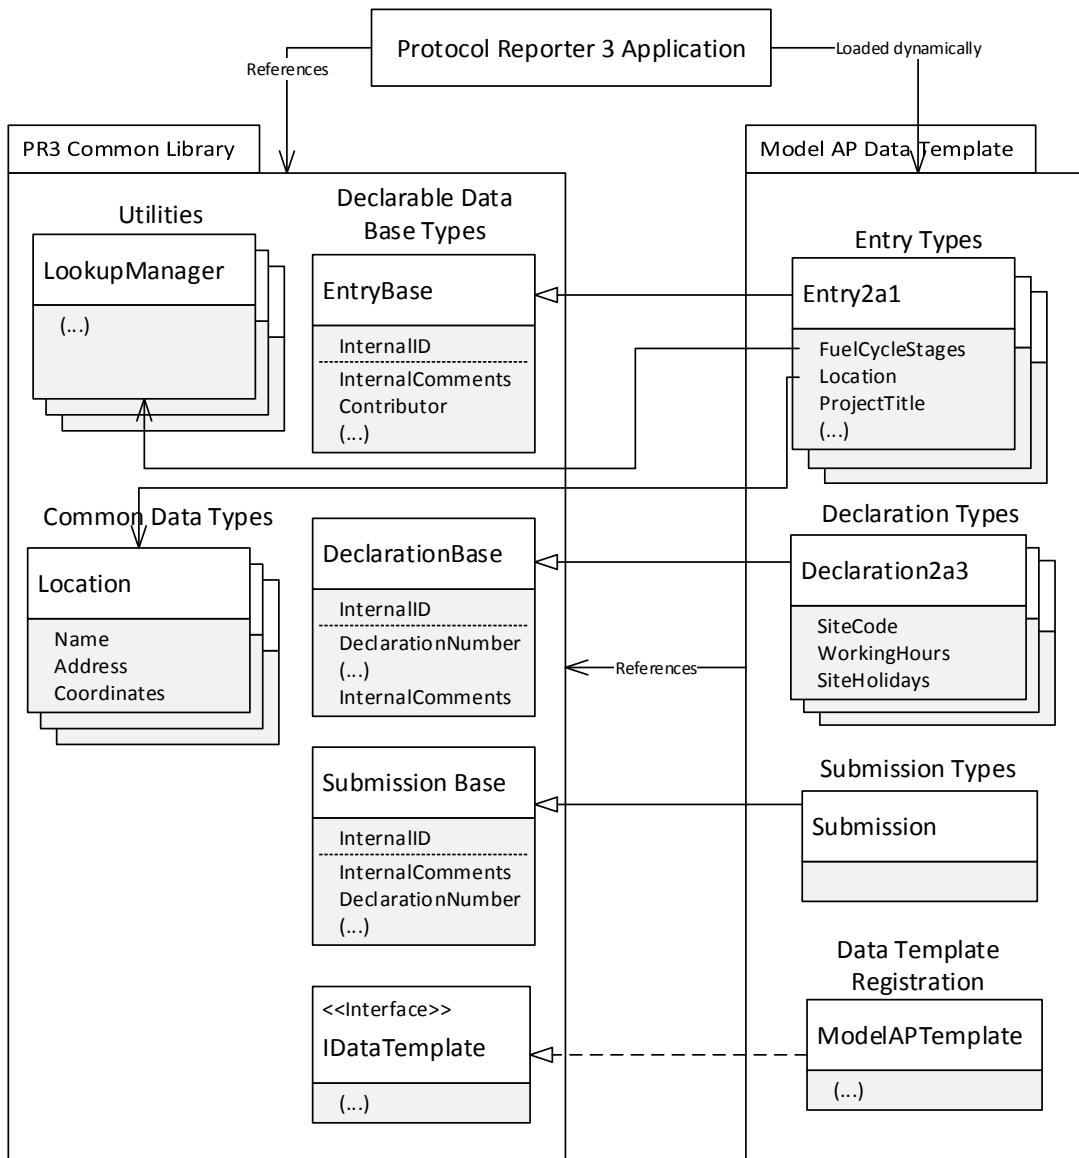 Protocol Reporter 3 Application
References
Loaded dynamically
PR3 Common Library
Utilities
LookupManager
(...)
Declarable Data
Base Types
EntryBase
InternalID
InternalComments
Contributor
(...)
Common Data Types
Location
Name
Address
Coordinates
DeclarationBase
InternalID
DeclarationNumber
(...)
InternalComments
Submission Base
InternalID
InternalComments
DeclarationNumber
(...)
<<Interface>>
IDataTemplate
(...)
References
Model AP Data Template
Entry Types
Entry2a1
FuelCycleStages
Location
ProjectTitle
(...)
Declaration Types
Declaration2a3
SiteCode
WorkingHours
SiteHolidays
Submission Types
Submission
Data Template
Registration
ModelAPTemplate
(...)